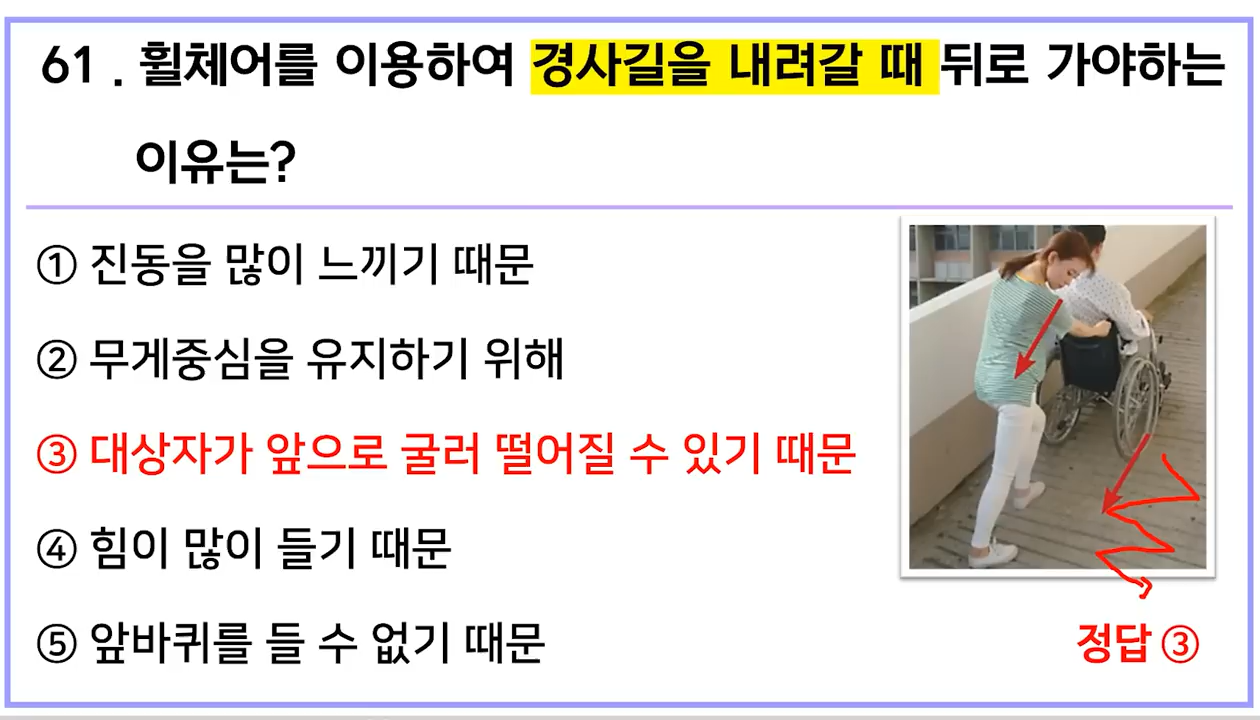 61. 휠체어를 이용하여 경사길을 내려갈 때 뒤로 가야하는
이유는?
① 진동을 많이 느끼기 때문
② 무게중심을 유지하기 위해
③ 대상자가 앞으로 굴러 떨어질 수 있기 때문
④ 힘이 많이 들기 때문
⑤ 앞바퀴를 들 수 없기 때문
정답 ③